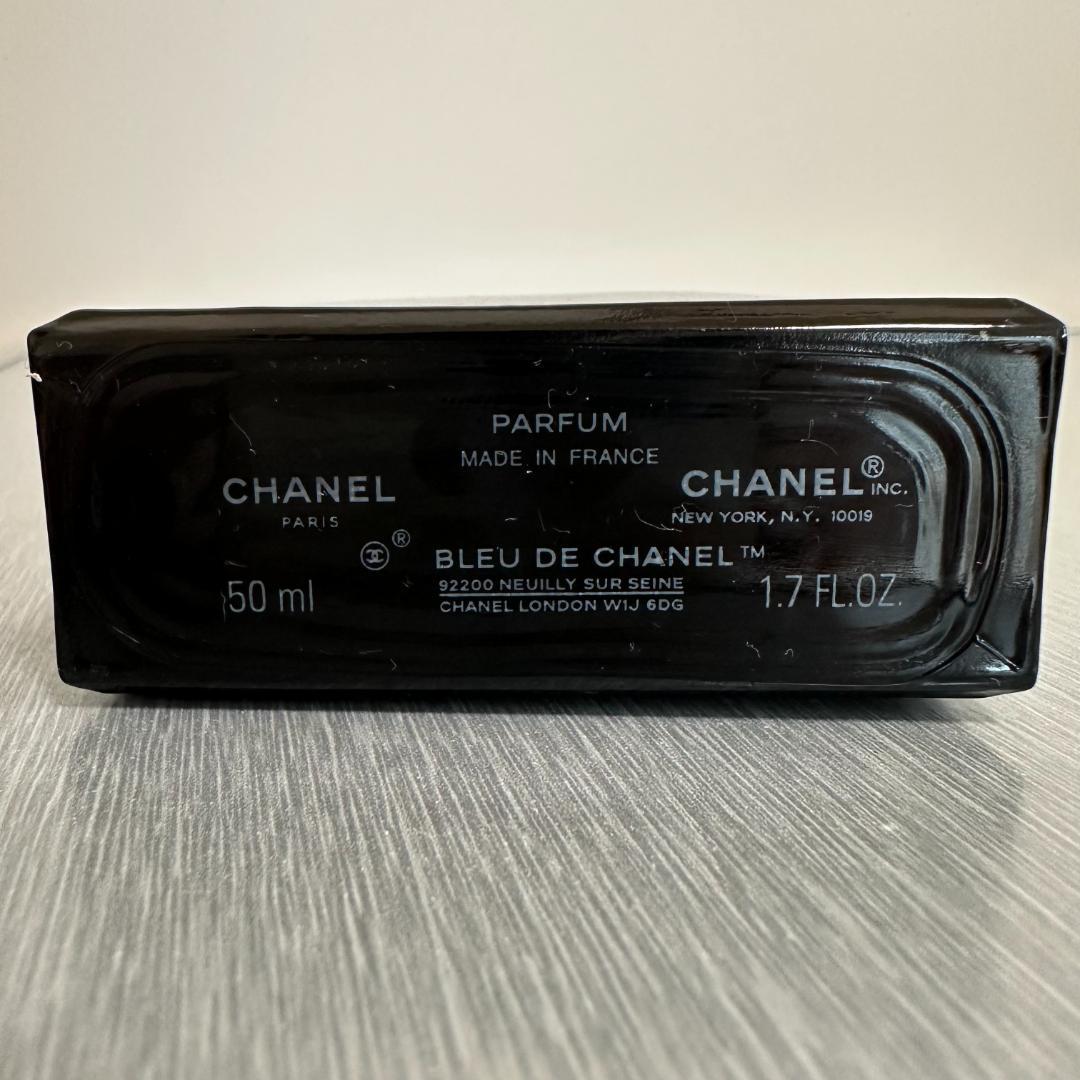 PARFUM
MADE IN FRANCE
CHANEL
PARIS
CHANEL® INC.
NEW YORK, N.Y. 10019
®
BLEU DE CHANEL™
92200 NEUILLY SUR SEINE
CHANEL LONDON W1J 6DG
50 ml
1.7 FL.OZ.